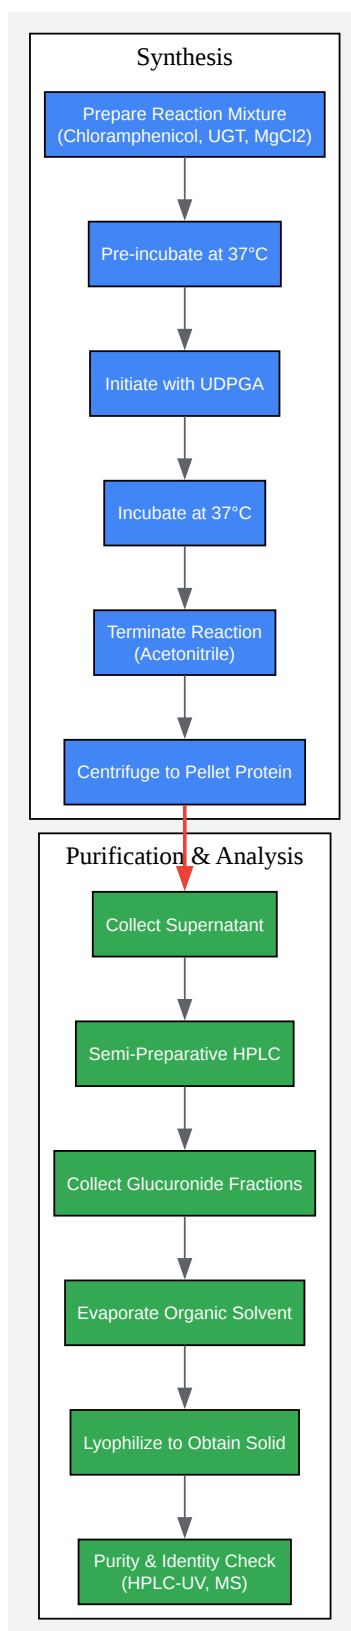 Synthesis
Prepare Reaction Mixture
(Chloramphenicol, UGT, MgCl2)
Pre-incubate at 37°C
Initiate with UDPGA
Incubate at 37°C
Terminate Reaction
(Acetonitrile)
Centrifuge to Pellet Protein
Purification & Analysis
Collect Supernatant
Semi-Preparative HPLC
Collect Glucuronide Fractions
Evaporate Organic Solvent
Lyophilize to Obtain Solid
Purity & Identity Check
(HPLC-UV, MS)